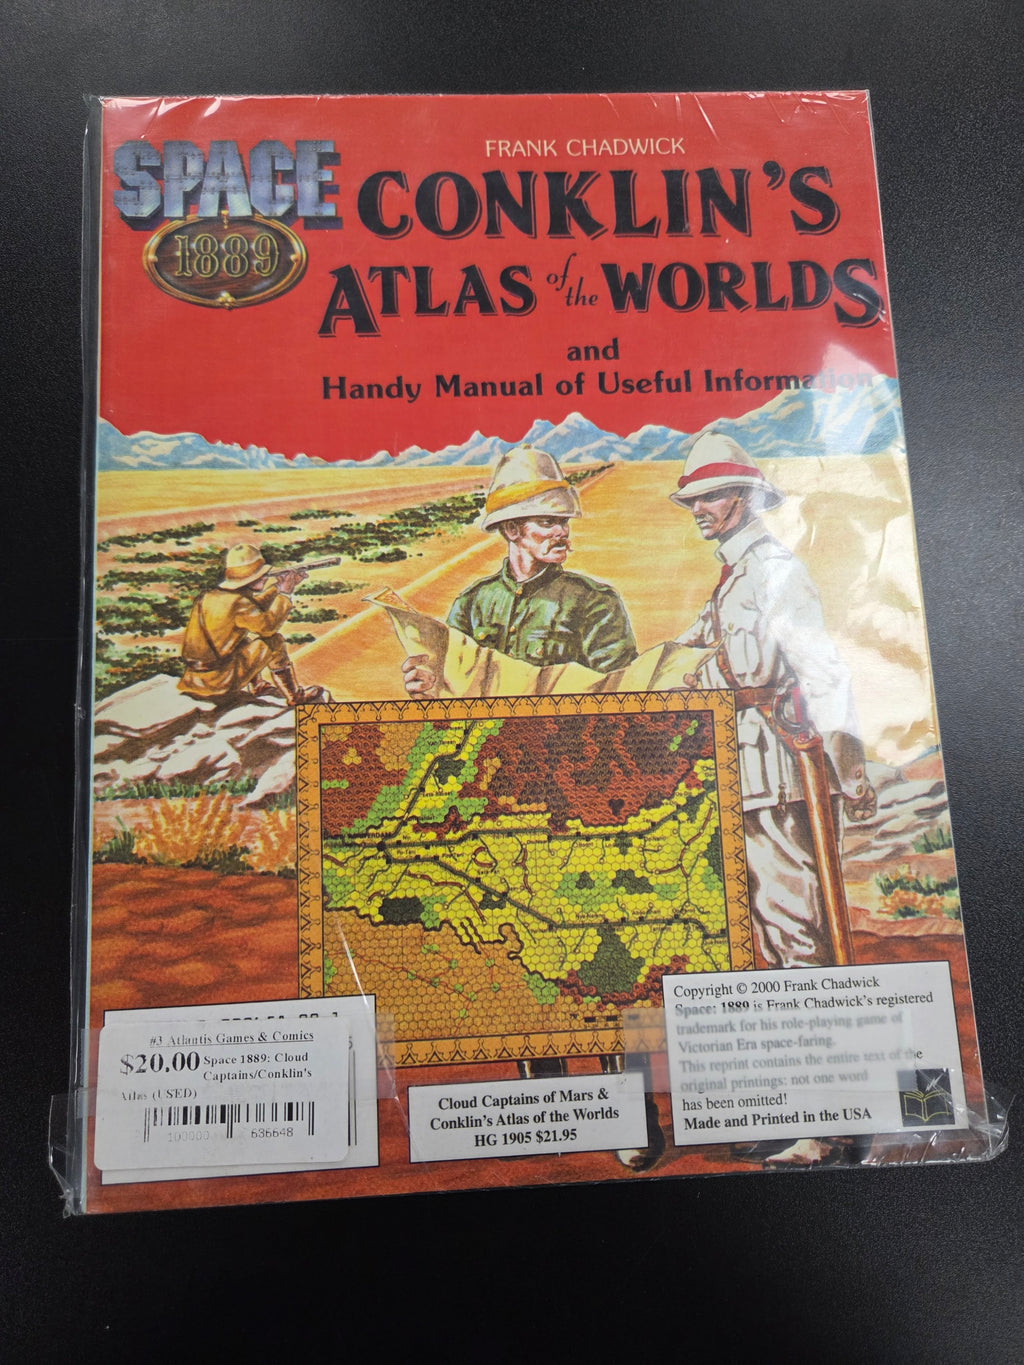 SPACE
1889
FRANK CHADWICK
CONKLIN'S
ATLAS of the WORLDS
and
Handy Manual of Useful Information
Copyright © 2000 Frank Chadwick
Space: 1889 is Frank Chadwick's registered
trademark for his role-playing game of
Victorian Era space-faring.
This reprint contains the entire text of the
original printings: not one word
has been omitted!
Made and Printed in the USA
Cloud Captains of Mars &
Conklin's Atlas of the Worlds
HG 1905 $21.95
#3 Atlantis Games & Comics
$20.00 Space 1889: Cloud
Captains/Conklin's
Atlas (USED)
100000 636648